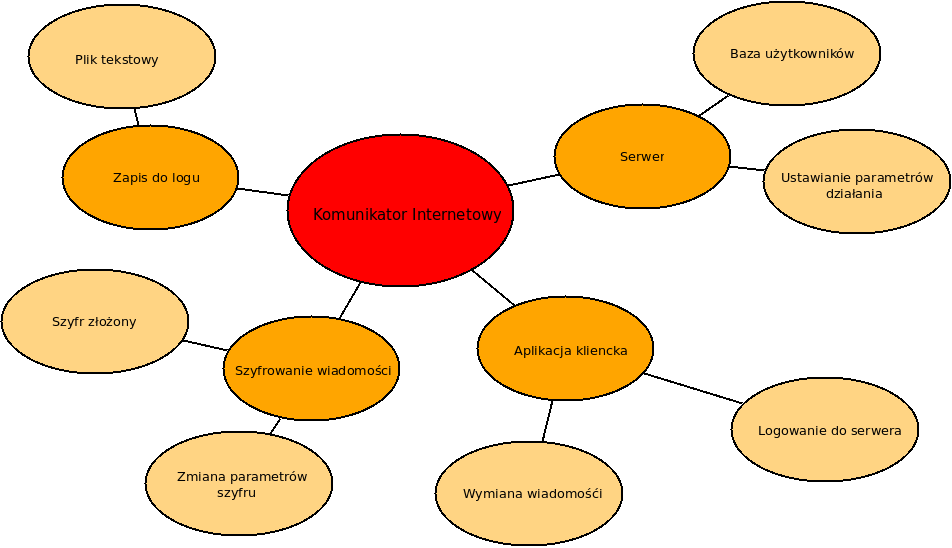 Plik tekstowy
Baza użytkowników
Zapis do logu
Serwer
Ustawianie parametrów
działania
Komunikator Internetowy
Szyfr złożony
Szyfrowanie wiadomości
Aplikacja kliencka
Logowanie do serwera
Zmiana parametrów
szyfru
Wymiana wiadomośći